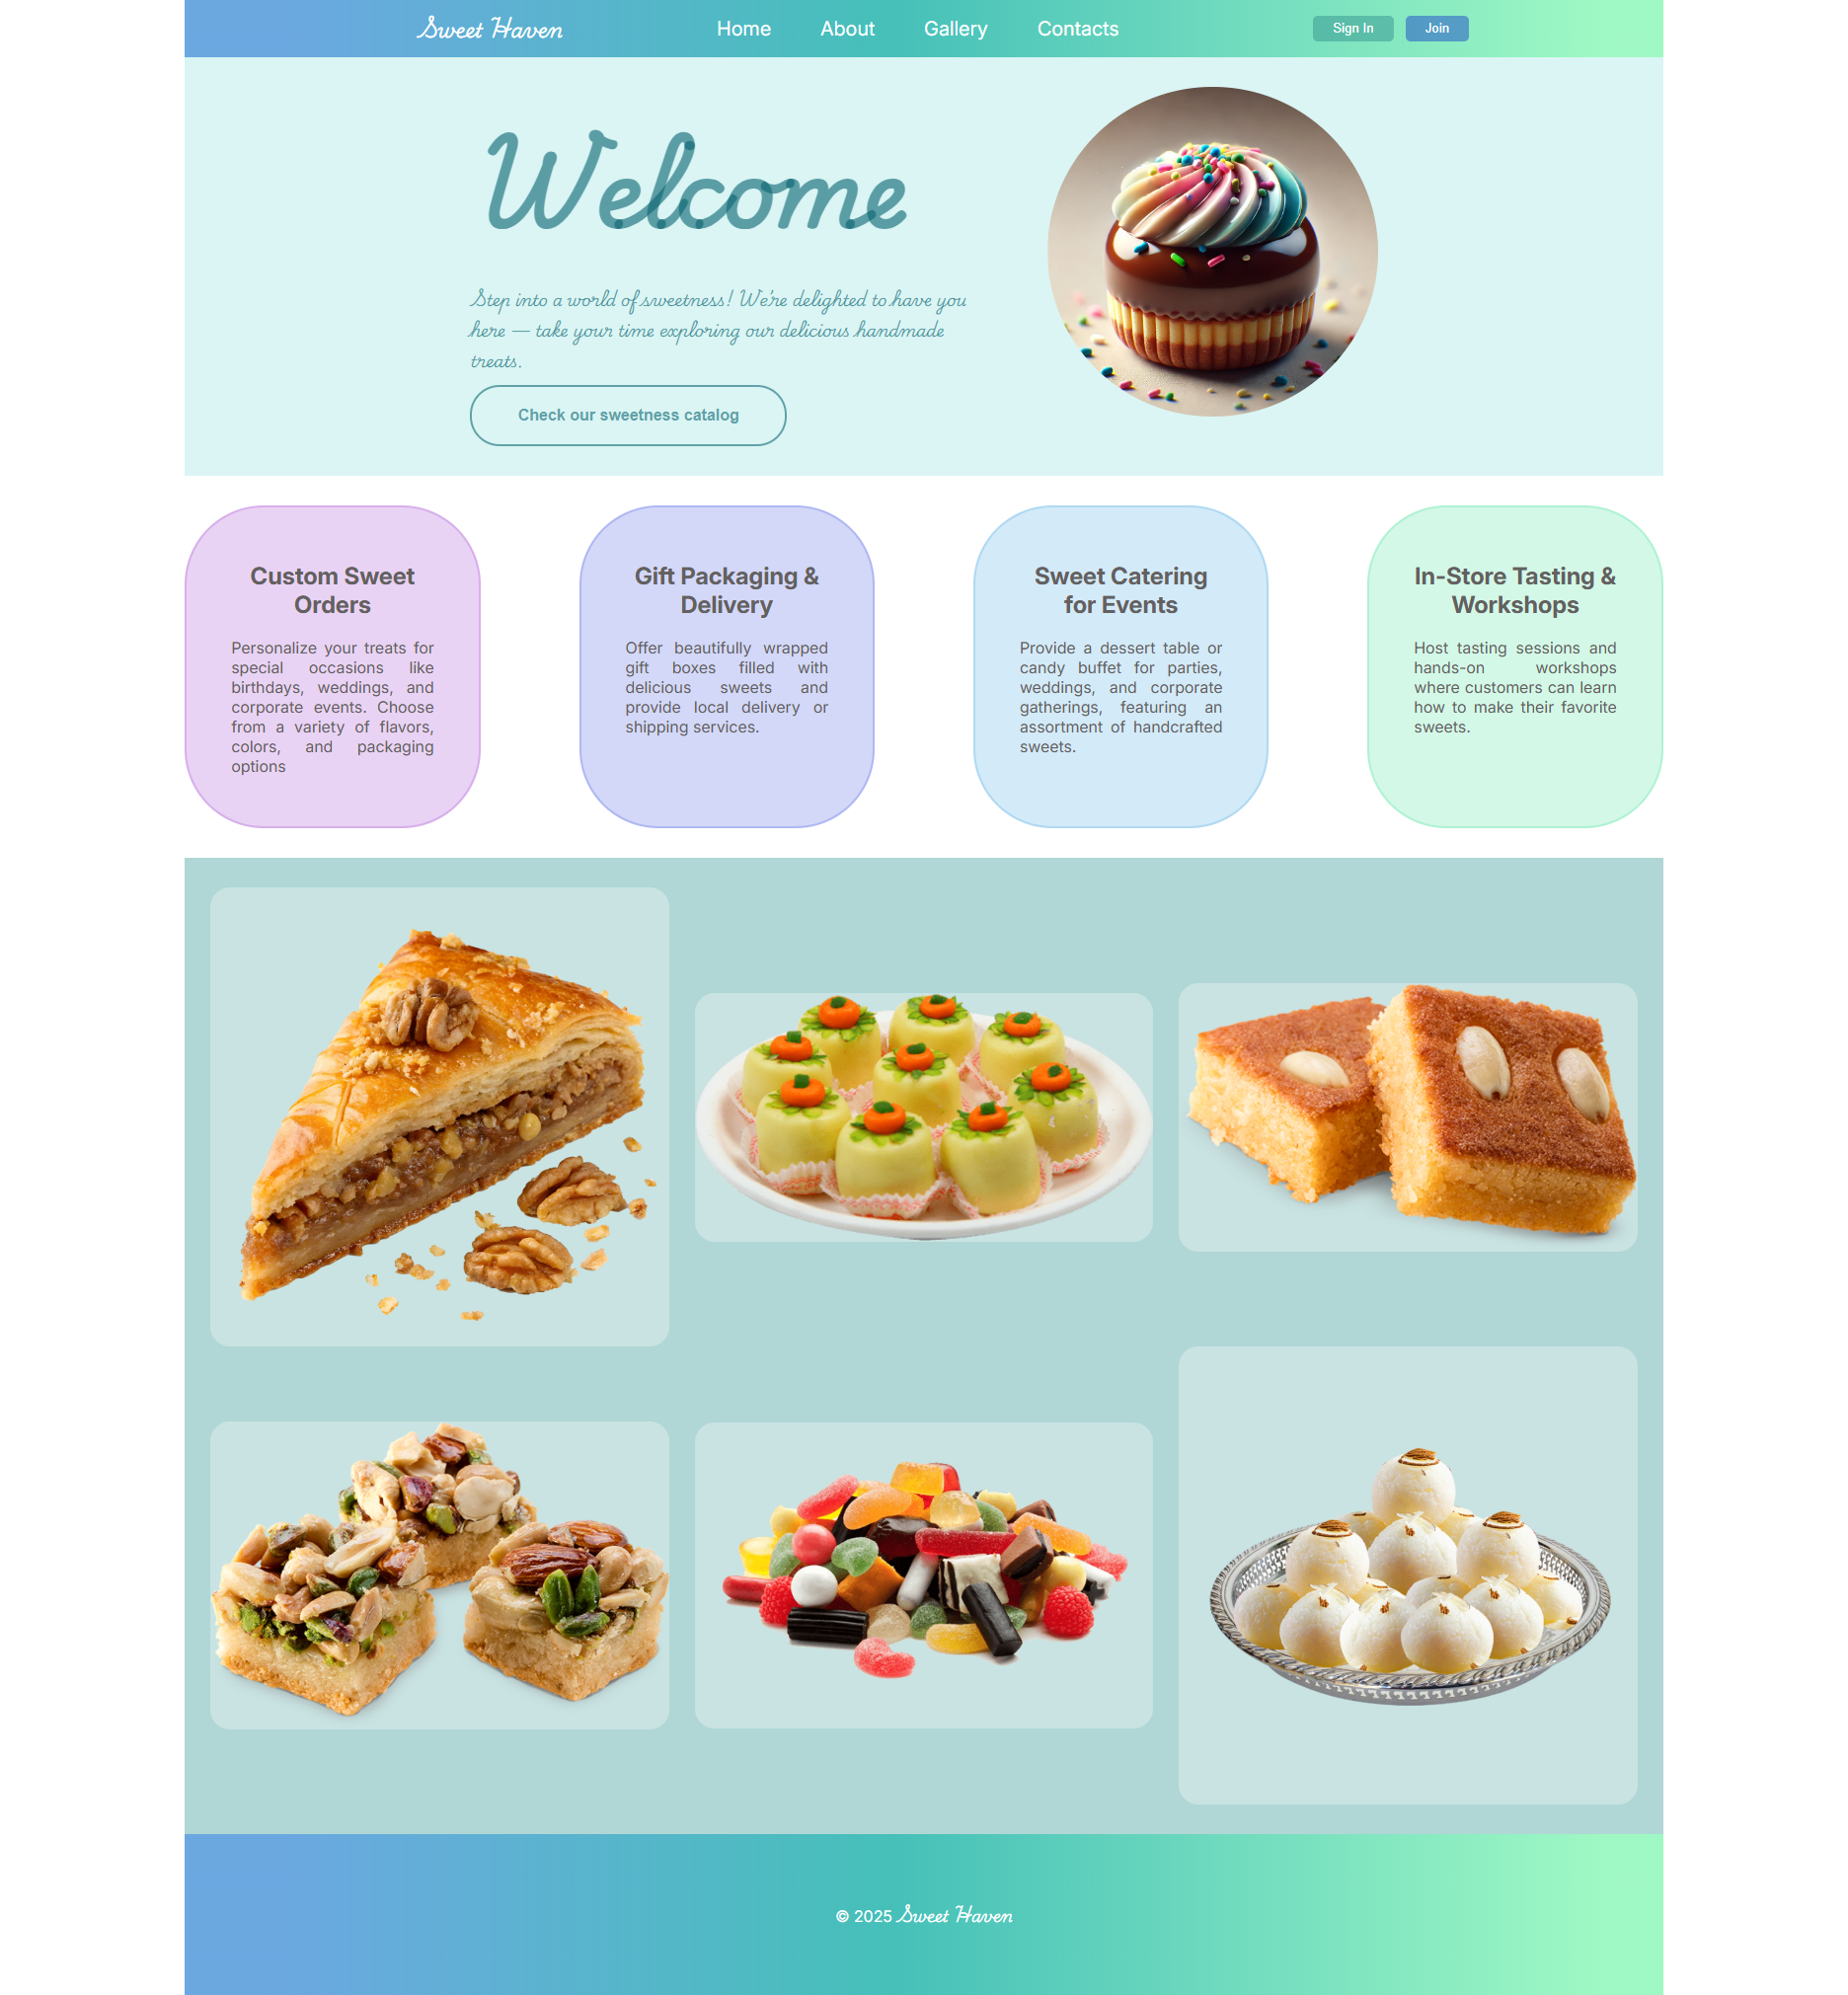 Sweet Haven
Home
About
Gallery
Contacts
Sign In
Join
Welcome
Step into a world of sweetness! We're delighted to have you
here — take your time exploring our delicious handmade
treats.
Check our sweetness catalog
Custom Sweet
Orders
Personalize your treats for
special occasions like
birthdays, weddings, and
corporate events. Choose
from a variety of flavors,
colors, and packaging
options
Gift Packaging &
Delivery
Offer beautifully wrapped
gift boxes filled with
delicious sweets and
provide local delivery or
shipping services.
Sweet Catering
for Events
Provide a dessert table or
candy buffet for parties,
weddings, and corporate
gatherings, featuring an
assortment of handcrafted
sweets.
In-Store Tasting &
Workshops
Host tasting sessions and
hands-on workshops
where customers can learn
how to make their favorite
sweets.
© 2025 Sweet Haven